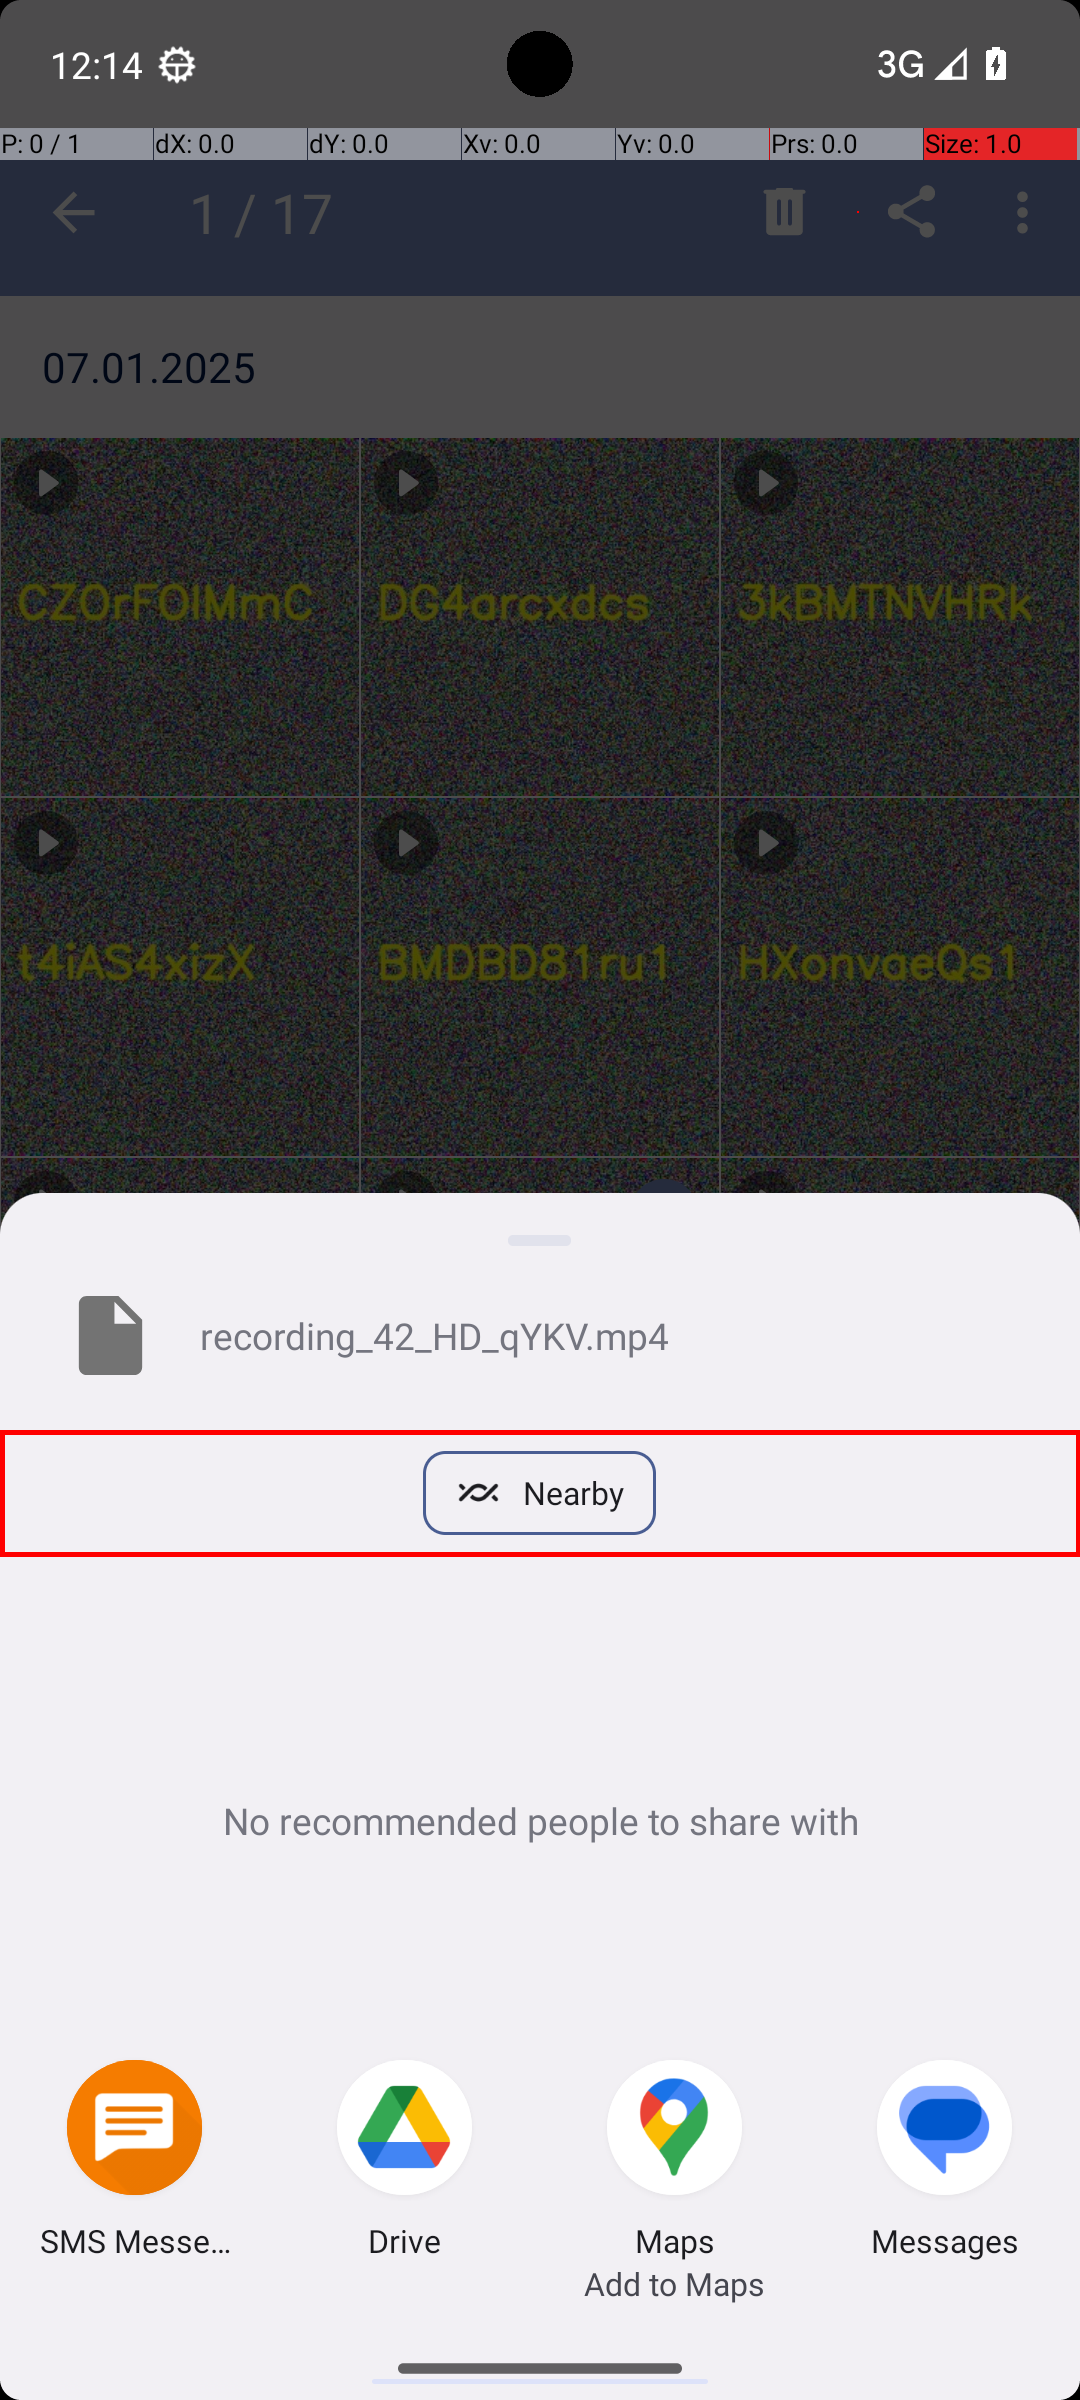 12:14 3G
P: 0 / 1 dX: 0.0 dY: 0.0 Xv: 0.0 Yv: 0.0 Prs: 0.0 Size: 1.0
1 / 17
07.01.2025
CZOrFOIMmC DG4arcxdcs 3kBMTNVHRk
t4iAS4xizX BMDBD81ru1 HXonvaeQs1
recording_42_HD_qYKV.mp4
Nearby
No recommended people to share with
SMS Messe… Drive Maps Messages
Add to Maps